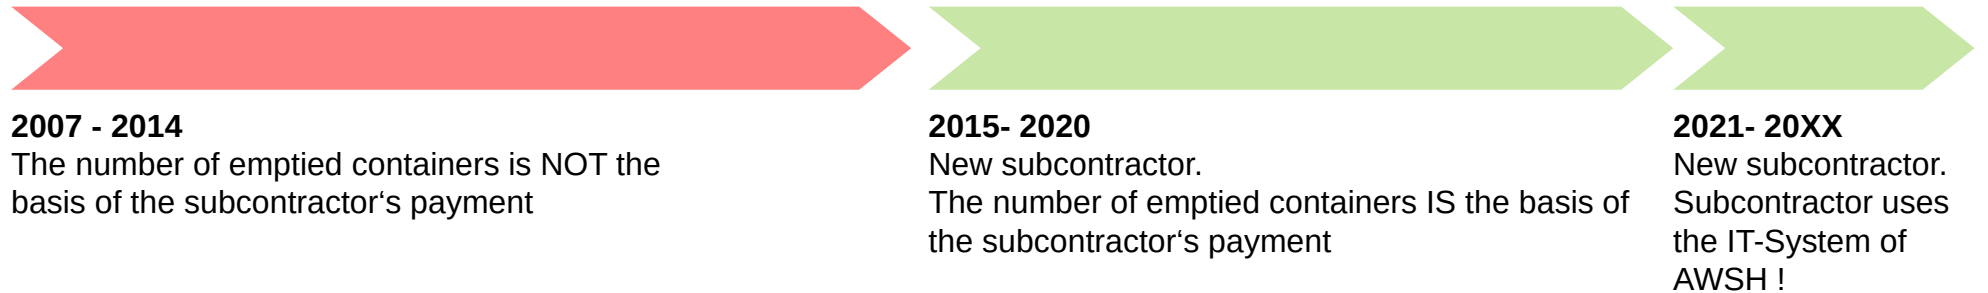 2007 - 2014
The number of emptied containers is NOT the
basis of the subcontractor‘s payment
2015- 2020
New subcontractor.
The number of emptied containers IS the basis of
the subcontractor‘s payment
2021- 20XX
New subcontractor.
Subcontractor uses
the IT-System of
AWSH !